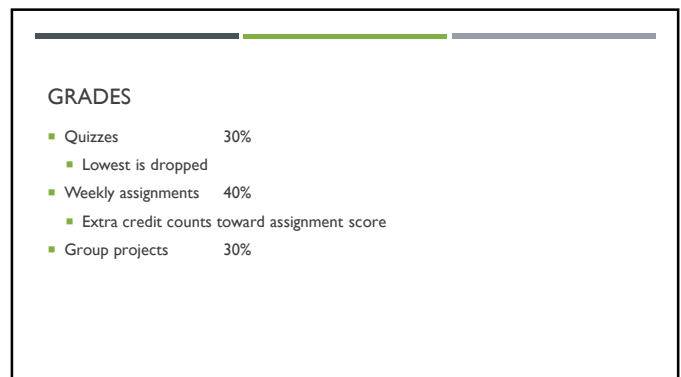 GRADES
Quizzes 30%
Lowest is dropped
Weekly assignments 40%
Extra credit counts toward assignment score
Group projects 30%